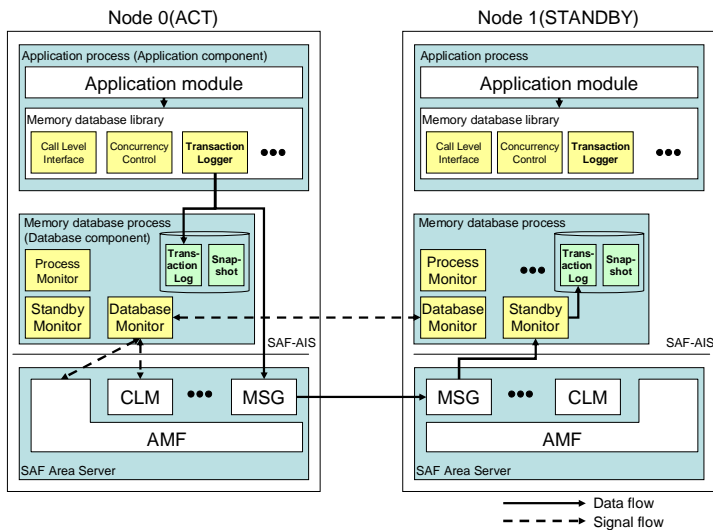 Node 0(ACT)
Application process (Application component)
Application module
Memory database library
Call Level
Interface
Concurrency
Control
Transaction
Logger
•••
Memory database process
(Database component)
Process
Monitor
Trans-
action
Log
Snap-
shot
Standby
Monitor
Database
Monitor
SAF-AIS
CLM
•••
MSG
AMF
SAF Area Server
Node 1(STANDBY)
Application process
Application module
Memory database library
Call Level
Interface
Concurrency
Control
Transaction
Logger
•••
Memory database process
Process
Monitor
•••
Trans-
action
Log
Snap-
shot
Database
Monitor
Standby
Monitor
SAF-AIS
MSG
•••
CLM
AMF
SAF Area Server
Data flow
Signal flow